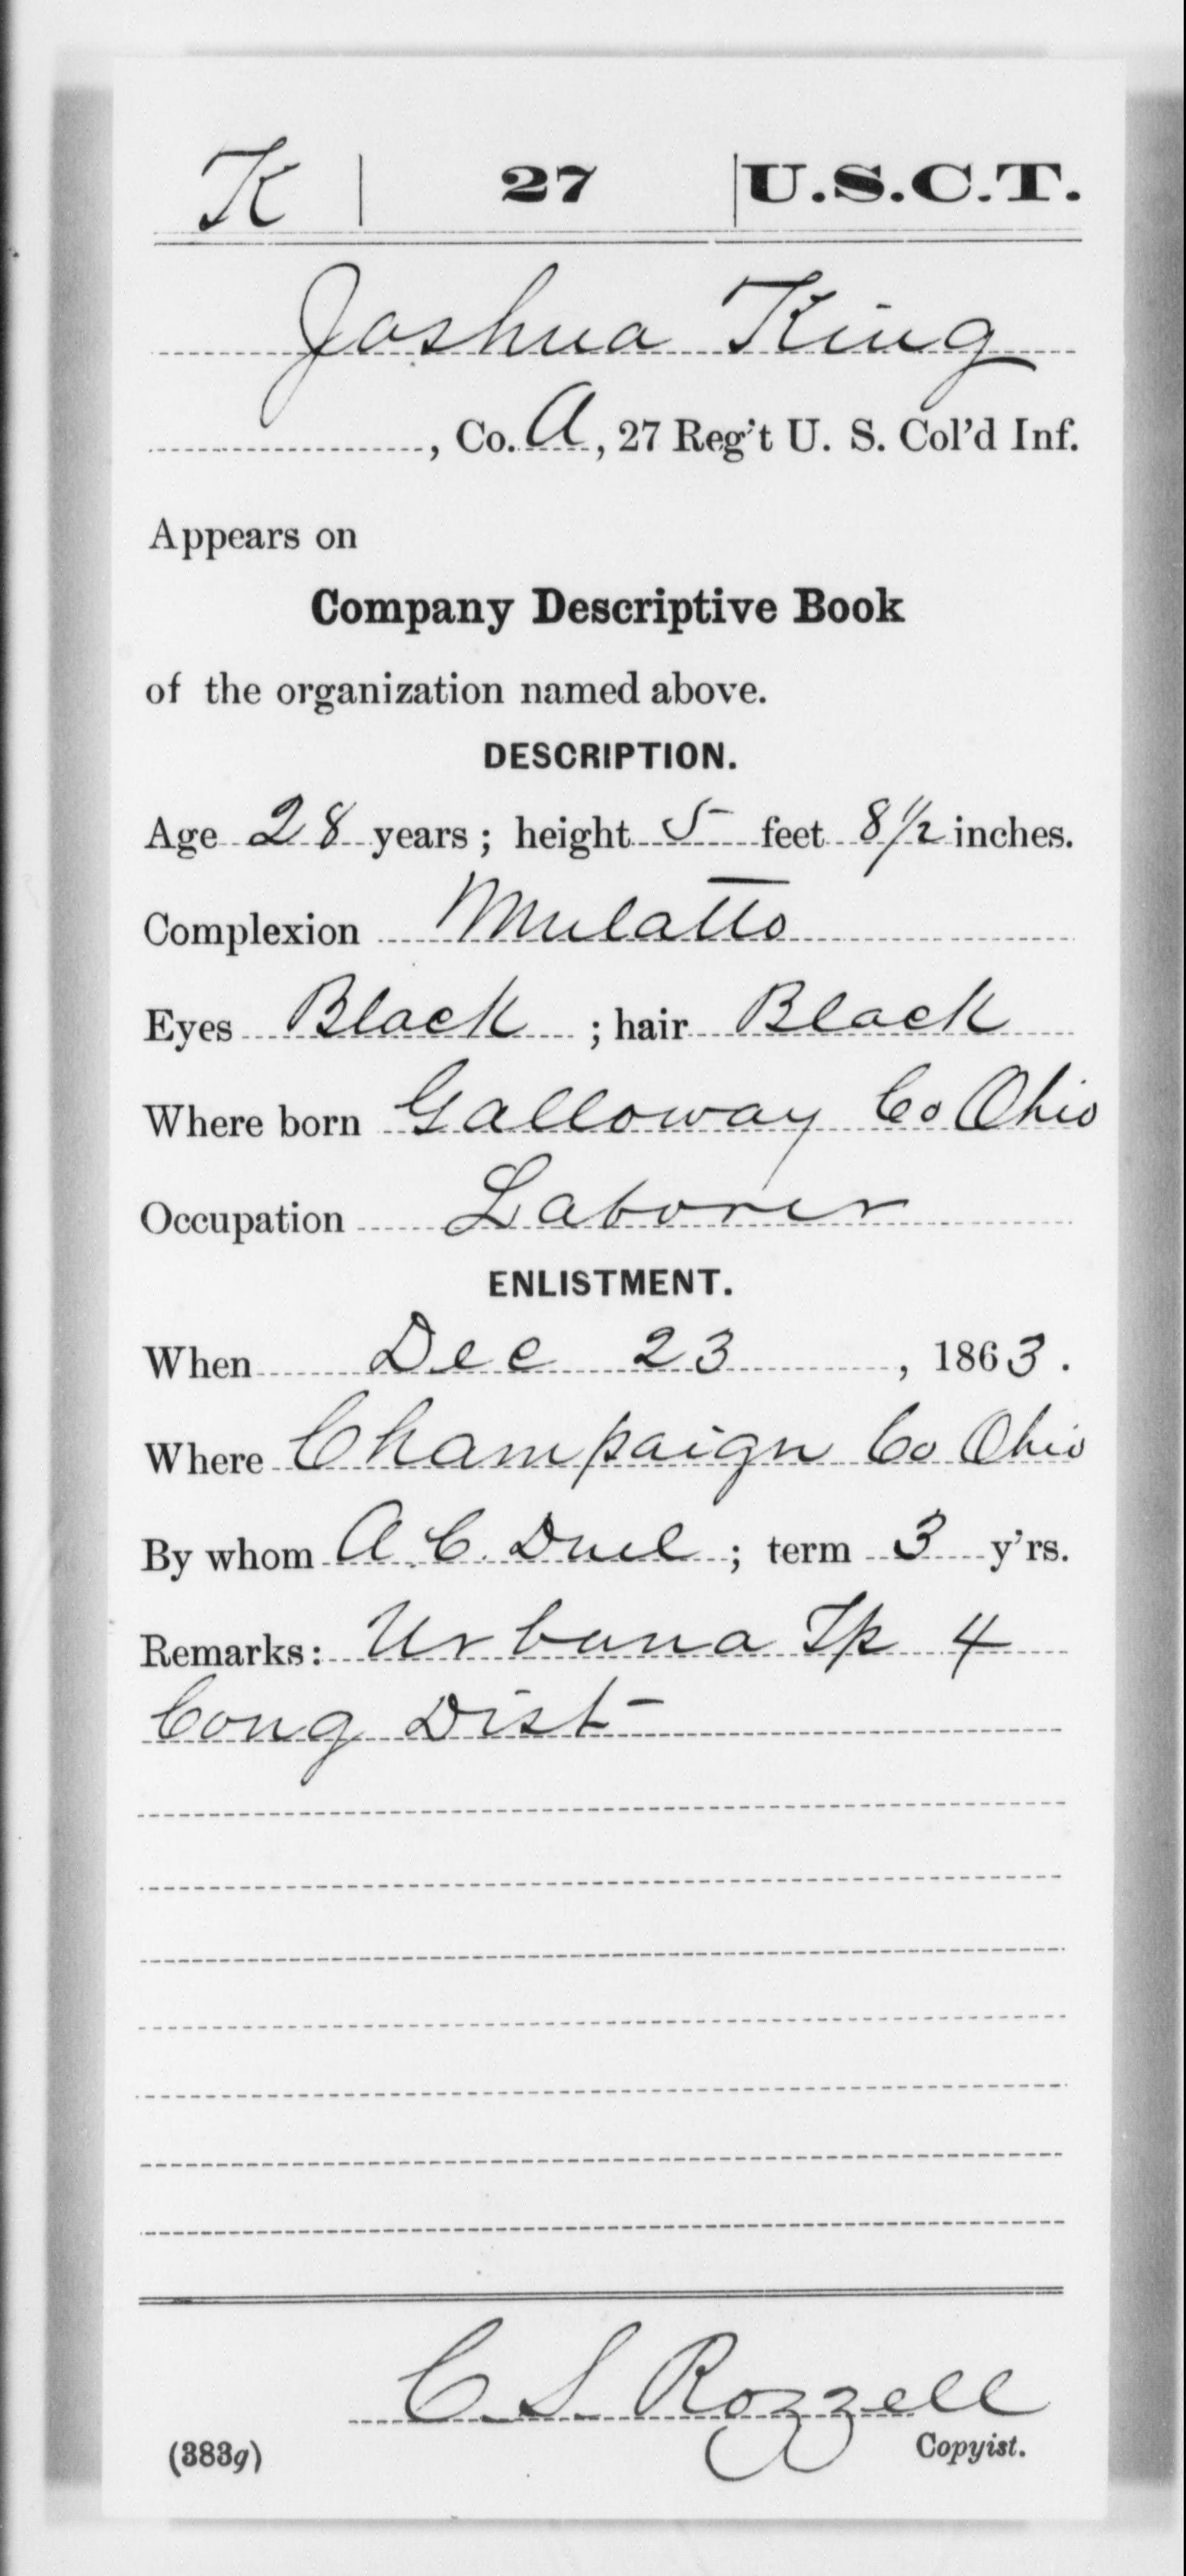 K | 27 | U.S.C.T.
Joshua King
, Co. A, 27 Reg't U. S. Col'd Inf.
Appears on
Company Descriptive Book
of the organization named above.
DESCRIPTION.
Age 28 years; height 5 feet 8½ inches.
Complexion Mulatto
Eyes Black ; hair Black
Where born Galloway Co Ohio
Occupation Laborer
ENLISTMENT.
When Dec 23, 1863.
Where Champaign Co Ohio
By whom A. C. Duel ; term 3 y'rs.
Remarks: Urbana Tp 4
Cong Dist
C S Rozzell
(383g) Copyist.